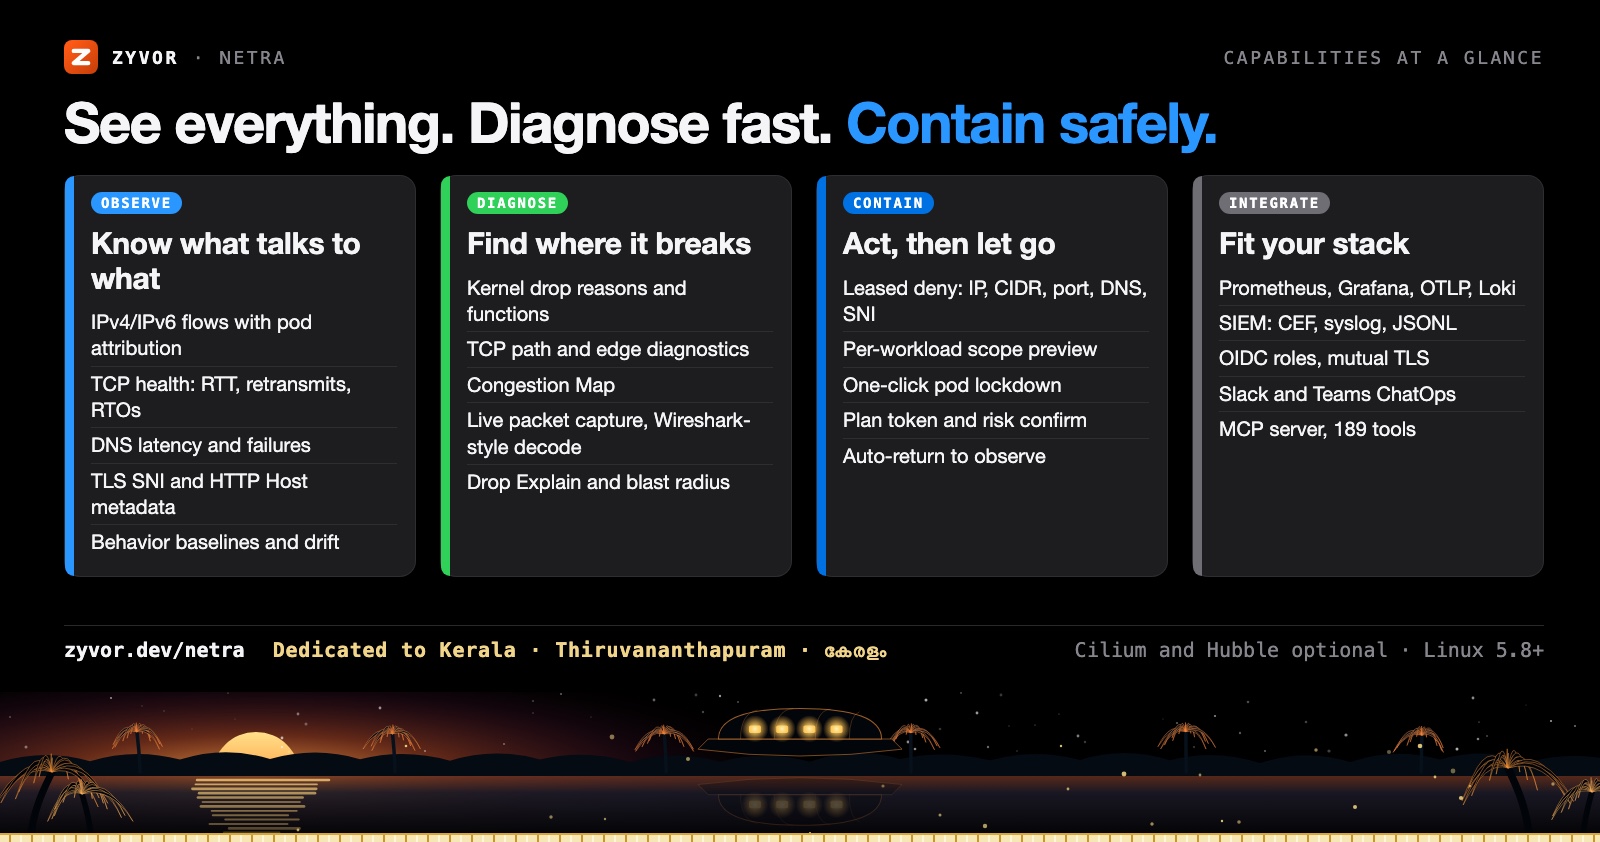 ZYVOR · NETRA
CAPABILITIES AT A GLANCE
See everything. Diagnose fast. Contain safely.
OBSERVE
Know what talks to
what
IPv4/IPv6 flows with pod
attribution
TCP health: RTT, retransmits,
RTOs
DNS latency and failures
TLS SNI and HTTP Host
metadata
Behavior baselines and drift
DIAGNOSE
Find where it breaks
Kernel drop reasons and
functions
TCP path and edge diagnostics
Congestion Map
Live packet capture, Wireshark-
style decode
Drop Explain and blast radius
CONTAIN
Act, then let go
Leased deny: IP, CIDR, port, DNS,
SNI
Per-workload scope preview
One-click pod lockdown
Plan token and risk confirm
Auto-return to observe
INTEGRATE
Fit your stack
Prometheus, Grafana, OTLP, Loki
SIEM: CEF, syslog, JSONL
OIDC roles, mutual TLS
Slack and Teams ChatOps
MCP server, 189 tools
zyvor.dev/netra Dedicated to Kerala · Thiruvananthapuram · കേരളം
Cilium and Hubble optional · Linux 5.8+